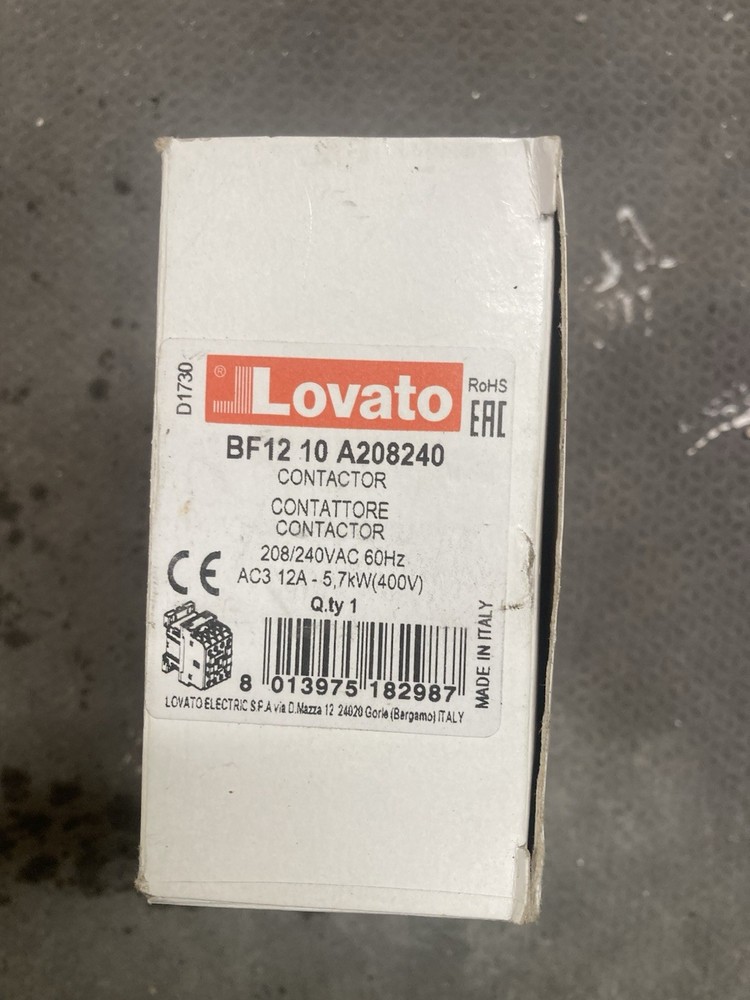 D1730
® Lovato
RoHS
EAC
BF12 10 A208240
CONTACTOR
CONTATTORE
CONTACTOR
208/240VAC 60Hz
AC3 12A - 5,7kW(400V)
CE
Q.ty 1
8 013975 182987
MADE IN ITALY
LOVATO ELECTRIC S.P.A via D.Mazza 12 24020 Gorle (Bergamo) ITALY